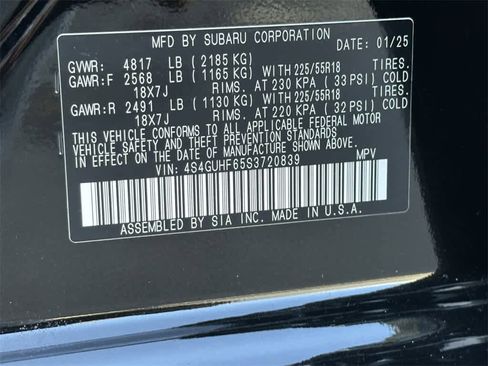 MFD BY SUBARU CORPORATION DATE: 01/25
GVWR: 4817 LB (2185 KG)
GAWR:F 2568 LB (1165 KG) WITH 225/55R18 TIRES.
18X7J RIMS. AT 230 KPA (33 PSI) COLD
GAWR:R 2491 LB (1130 KG) WITH 225/55R18 TIRES.
18X7J RIMS. AT 220 KPA (32 PSI) COLD
THIS VEHICLE CONFORMS TO ALL APPLICABLE FEDERAL MOTOR
VEHICLE SAFETY AND THEFT PREVENTION STANDARDS
IN EFFECT ON THE DATE OF MANUFACTURE SHOWN ABOVE.
VIN: 4S4GUHF65S3720839 MPV
ASSEMBLED BY SIA INC. MADE IN U.S.A.